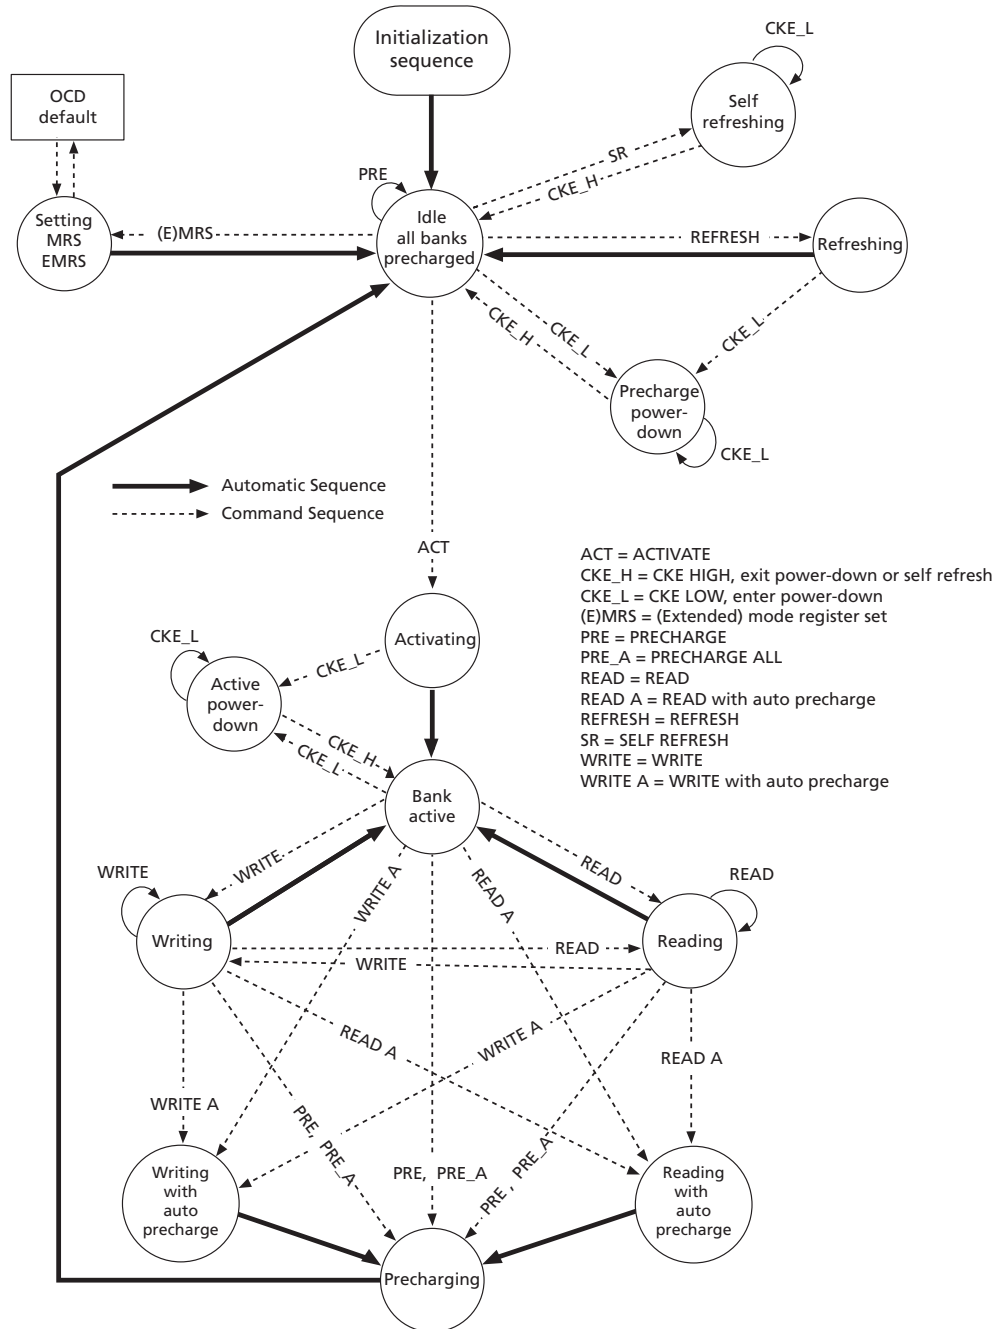 Initialization
sequence
CKE_L
OCD
default
Self
refreshing
SR
CKE_H
PRE
Setting
MRS
EMRS
(E)MRS
Idle
all banks
precharged
REFRESH
Refreshing
CKE_H
CKE_L
CKE_L
Precharge
power-
down
CKE_L
Automatic Sequence
Command Sequence
ACT
ACT = ACTIVATE
CKE_H = CKE HIGH, exit power-down or self refresh
CKE_L = CKE LOW, enter power-down
(E)MRS = (Extended) mode register set
PRE = PRECHARGE
PRE_A = PRECHARGE ALL
READ = READ
READ A = READ with auto precharge
REFRESH = REFRESH
SR = SELF REFRESH
WRITE = WRITE
WRITE A = WRITE with auto precharge
Activating
CKE_L
CKE_L
Active
power-
down
CKE_H
CKE_L
Bank
active
WRITE
WRITE
WRITE A
READ A
READ
READ
Writing
READ
WRITE
Reading
READ A
WRITE A
READ A
WRITE A
PRE, PRE_A
PRE, PRE_A
PRE , PRE_A
Writing
with
auto
precharge
Reading
with
auto
precharge
Precharging